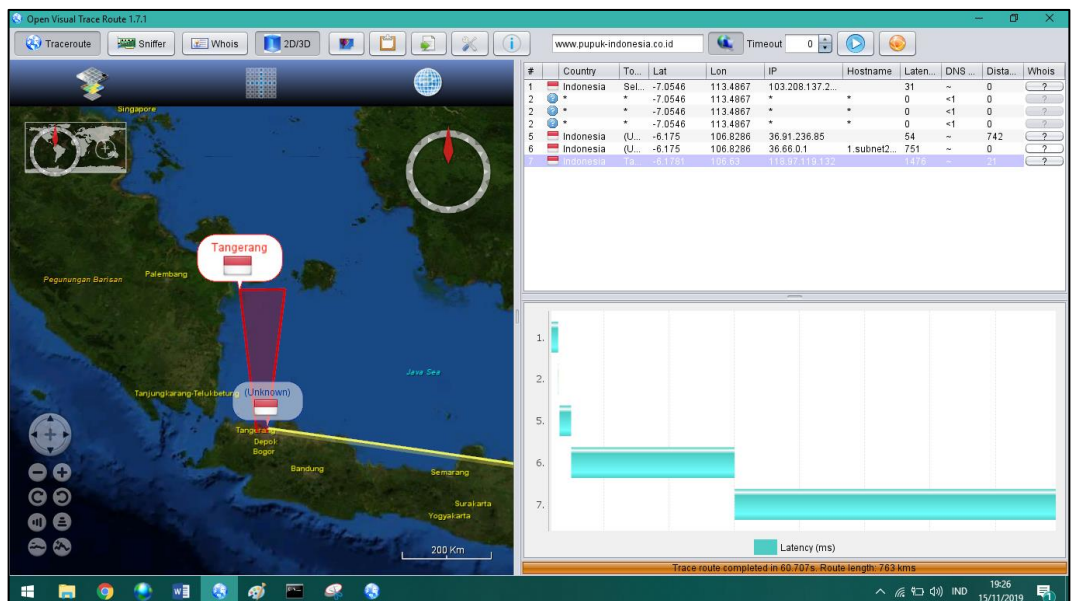 Open Visual Trace Route 1.7.1
Traceroute Sniffer Whois 2D/3D www.pupuk-indonesia.co.id Timeout 0
# Country To... Lat Lon IP Hostname Laten... DNS ... Dista... Whois
1 Indonesia Sel... -7.0546 113.4867 103.208.137.2... 31 ~ 0 ?
2 * * -7.0546 113.4867 * * 0 <1 0 ?
2 * * -7.0546 113.4867 * * 0 <1 0 ?
2 * * -7.0546 113.4867 * * 0 <1 0 ?
5 Indonesia (U... -6.175 106.8286 36.91.236.85 54 ~ 742 ?
6 Indonesia (U... -6.175 106.8286 36.66.0.1 1.subnet2... 751 ~ 0 ?
7 Indonesia Ta... -6.1781 106.63 118.97.119.132 1476 ~ 21 ?
Singapore
Tangerang
Palembang
Pegunungan Barisan
Java Sea
Tanjungkarang-Telukbetung
(Unknown)
Tangerang
Depok
Bogor
Bandung
Semarang
Surakarta
Yogyakarta
200 Km
1.
2.
5.
6.
7.
Latency (ms)
Trace route completed in 60.707s. Route length: 763 kms
IND
19:26
15/11/2019